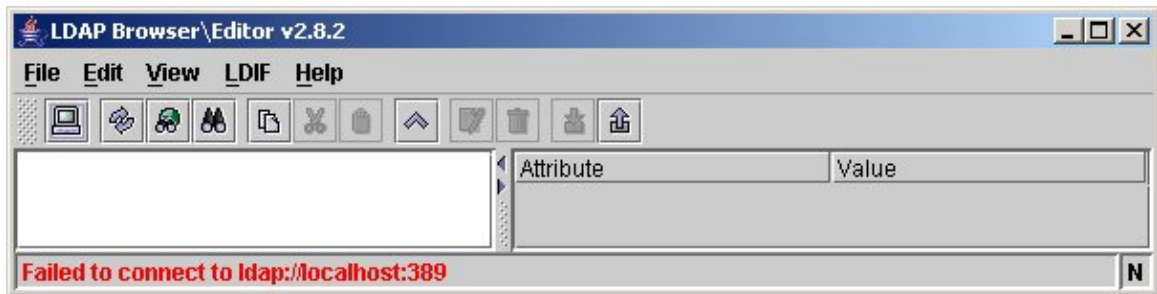 LDAP Browser\Editor v2.8.2
File Edit View LDIF Help
Attribute Value
Failed to connect to ldap://localhost:389 N